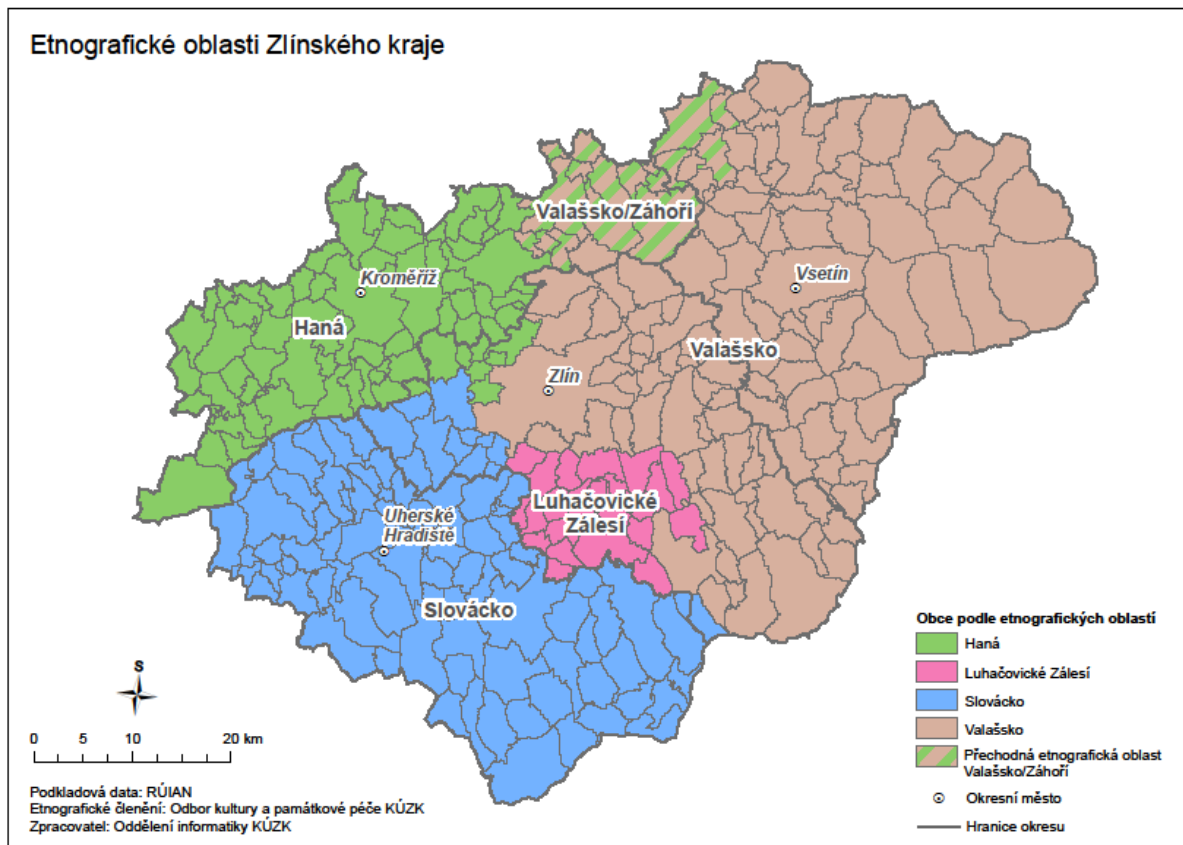 Etnografické oblasti Zlínského kraje
Valašsko/Záhoří
Kroměříž
Vsetín
Haná
Valašsko
Zlín
Luhačovické
Zálesí
Uherské
Hradiště
Slovácko
S
0 5 10 20 km
Podkladová data: RÚIAN
Etnografické členění: Odbor kultury a památkové péče KÚZK
Zpracovatel: Oddělení informatiky KÚZK
Obce podle etnografických oblastí
Haná
Luhačovické Zálesí
Slovácko
Valašsko
Přechodná etnografická oblast
Valašsko/Záhoří
Okresní město
Hranice okresu